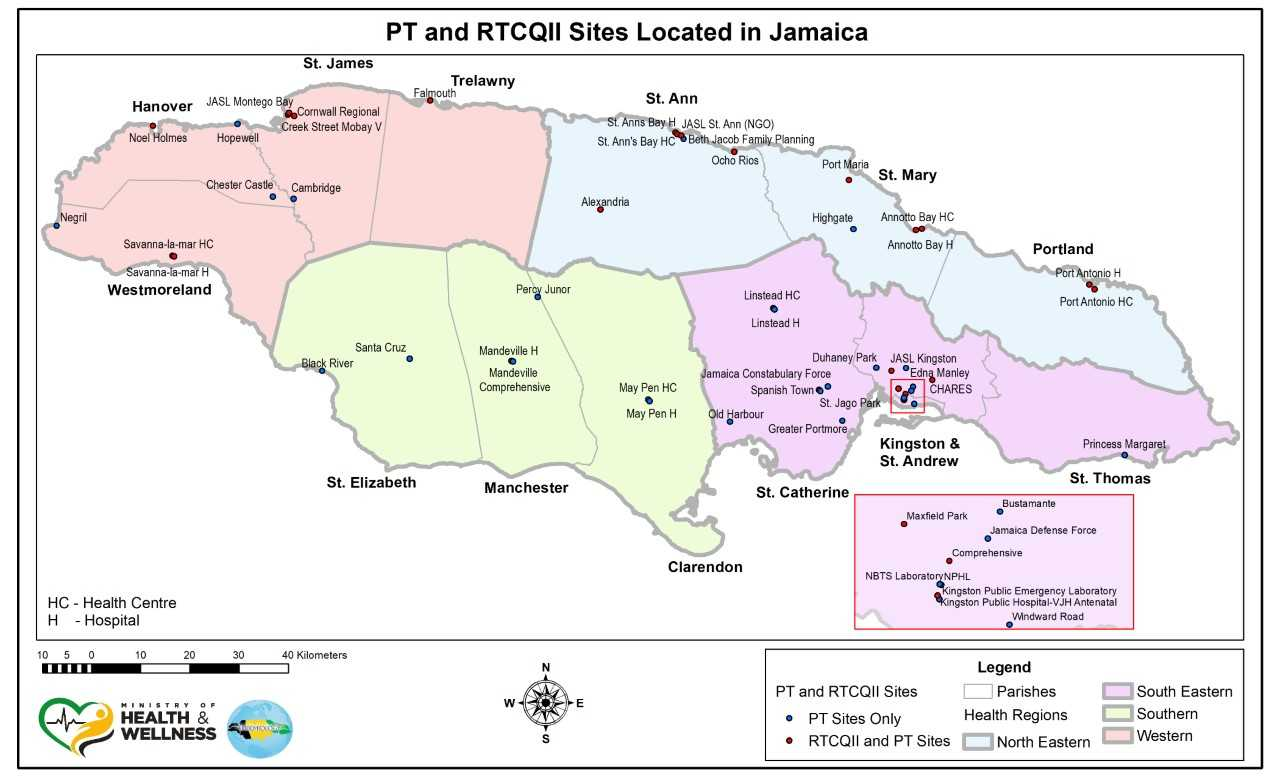 PT and RTCQII Sites Located in Jamaica
St. James
Trelawny
Hanover
St. Ann
JASL Montego Bay
Falmouth
Cornwall Regional
Noel Holmes
Hopewell
Creek Street Mobay V
St. Anns Bay H
JASL St. Ann (NGO)
St. Ann's Bay HC
Beth Jacob Family Planning
Ocho Rios
Port Maria
St. Mary
Chester Castle
Cambridge
Alexandria
Negril
Highgate
Annotto Bay HC
Annotto Bay H
Savanna-la-mar HC
Savanna-la-mar H
Westmoreland
Portland
Port Antonio H
Port Antonio HC
Percy Junor
Linstead HC
Linstead H
Santa Cruz
Black River
Mandeville H
Mandeville
Comprehensive
Duhaney Park
JASL Kingston
Edna Manley
CHARES
Jamaica Constabulary Force
Spanish Town
St. Jago Park
May Pen HC
May Pen H
Old Harbour
Greater Portmore
Kingston &
St. Andrew
Princess Margaret
St. Thomas
St. Elizabeth
Manchester
St. Catherine
Clarendon
Bustamante
Maxfield Park
Jamaica Defense Force
Comprehensive
NBTS Laboratory
NPHL
Kingston Public Emergency Laboratory
Kingston Public Hospital-VJH Antenatal
Windward Road
HC - Health Centre
H - Hospital
10 5 0 10 20 30 40 Kilometers
N
W
E
S
MINISTRY OF
HEALTH &
WELLNESS
Legend
PT and RTCQII Sites
PT Sites Only
RTCQII and PT Sites
Parishes
Health Regions
North Eastern
South Eastern
Southern
Western